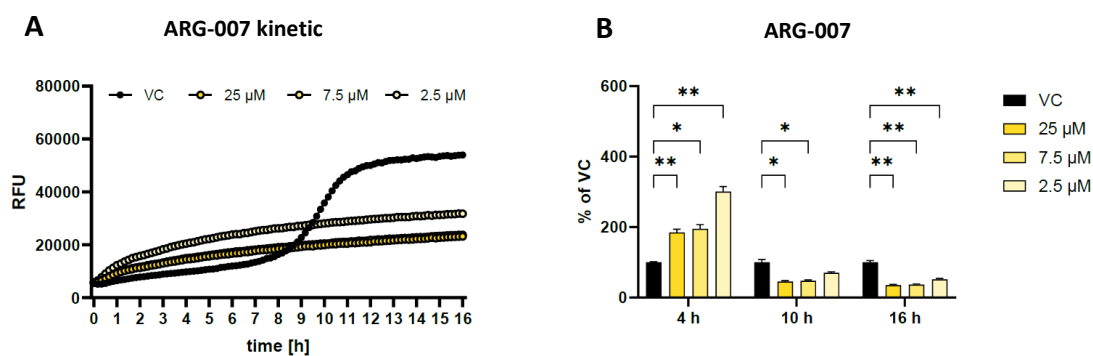 A
ARG-007 kinetic
80000
60000
40000
20000
0
RFU
VC
25 µM
7.5 µM
2.5 µM
0 1 2 3 4 5 6 7 8 9 10 11 12 13 14 15 16
time [h]
B
ARG-007
600
400
200
0
% of VC
**
*
**
*
*
**
**
**
4 h
10 h
16 h
VC
25 µM
7.5 µM
2.5 µM